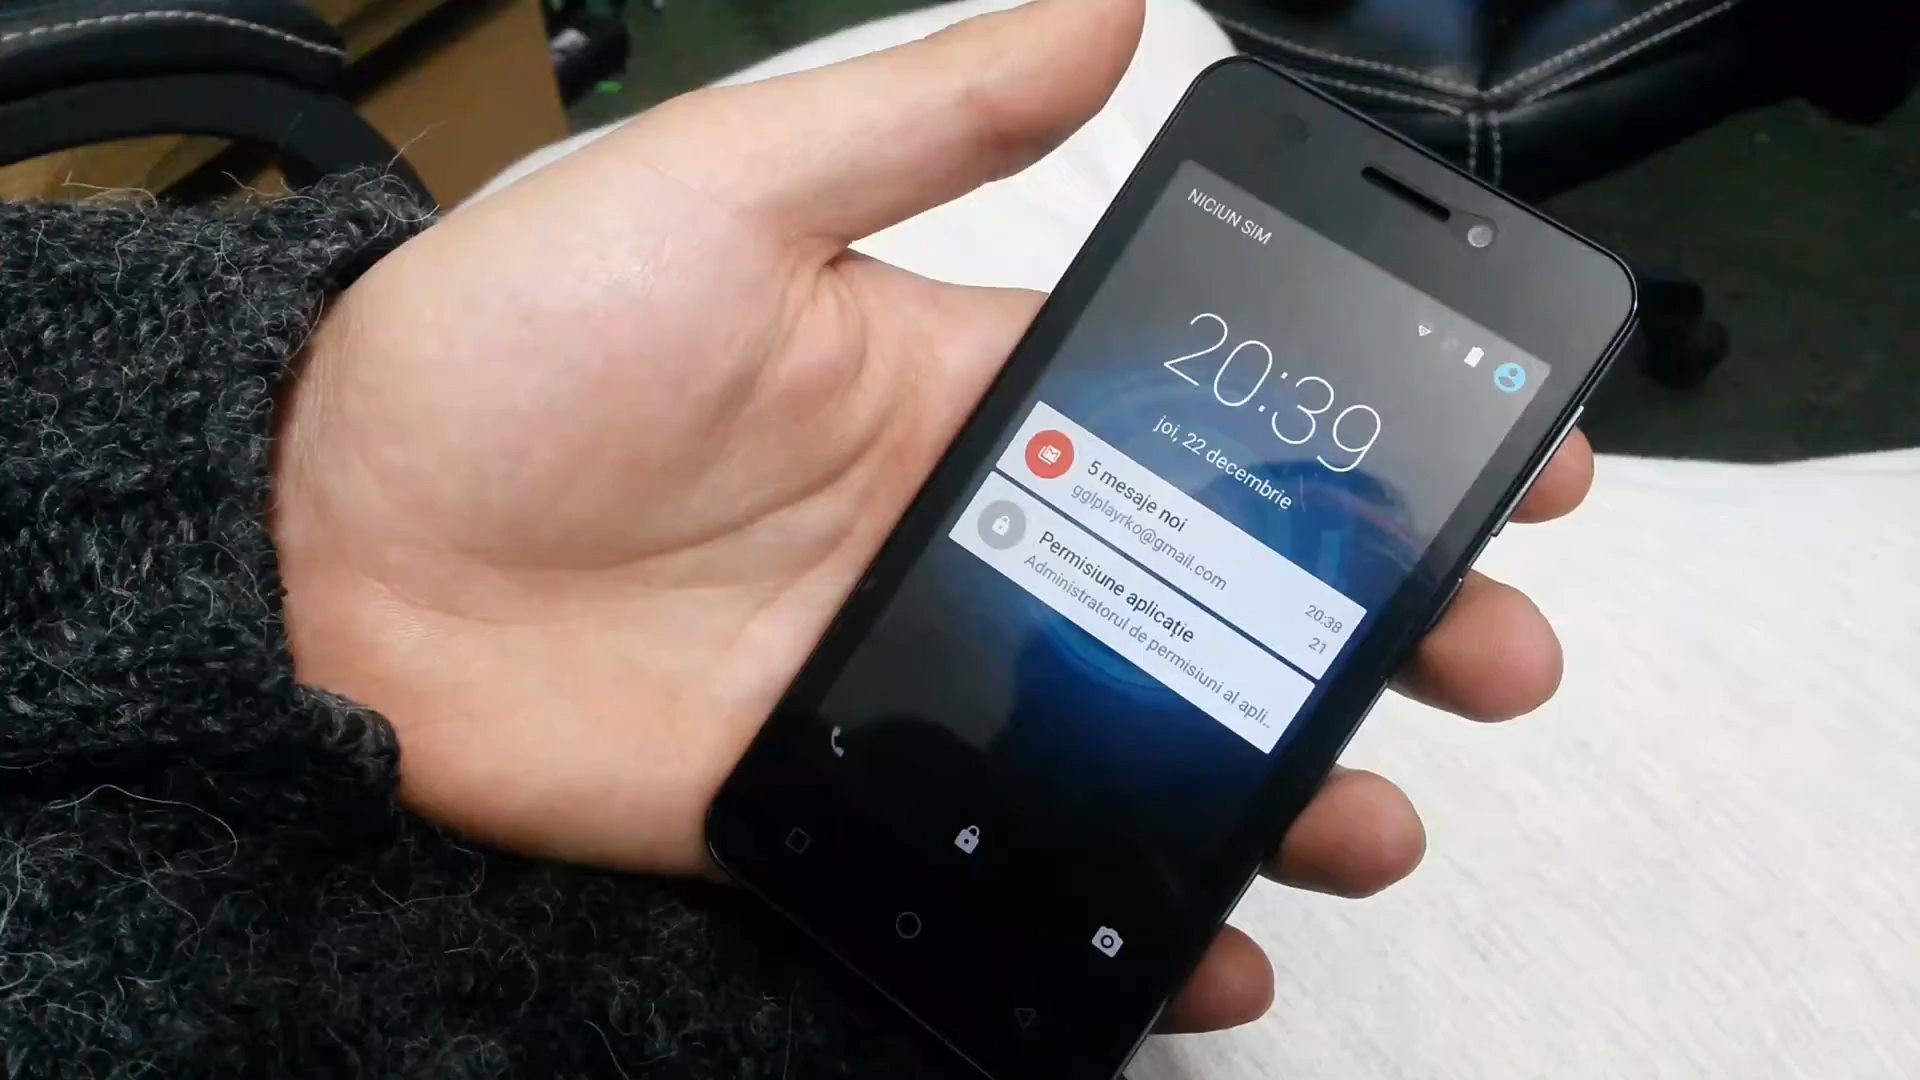 NICIUN SIM
20:39
joi, 22 decembrie
5 mesaje noi
20:38
gglplayrko@gmail.com
21
Permisiune aplicație
Administratorul de permisiuni al apli..